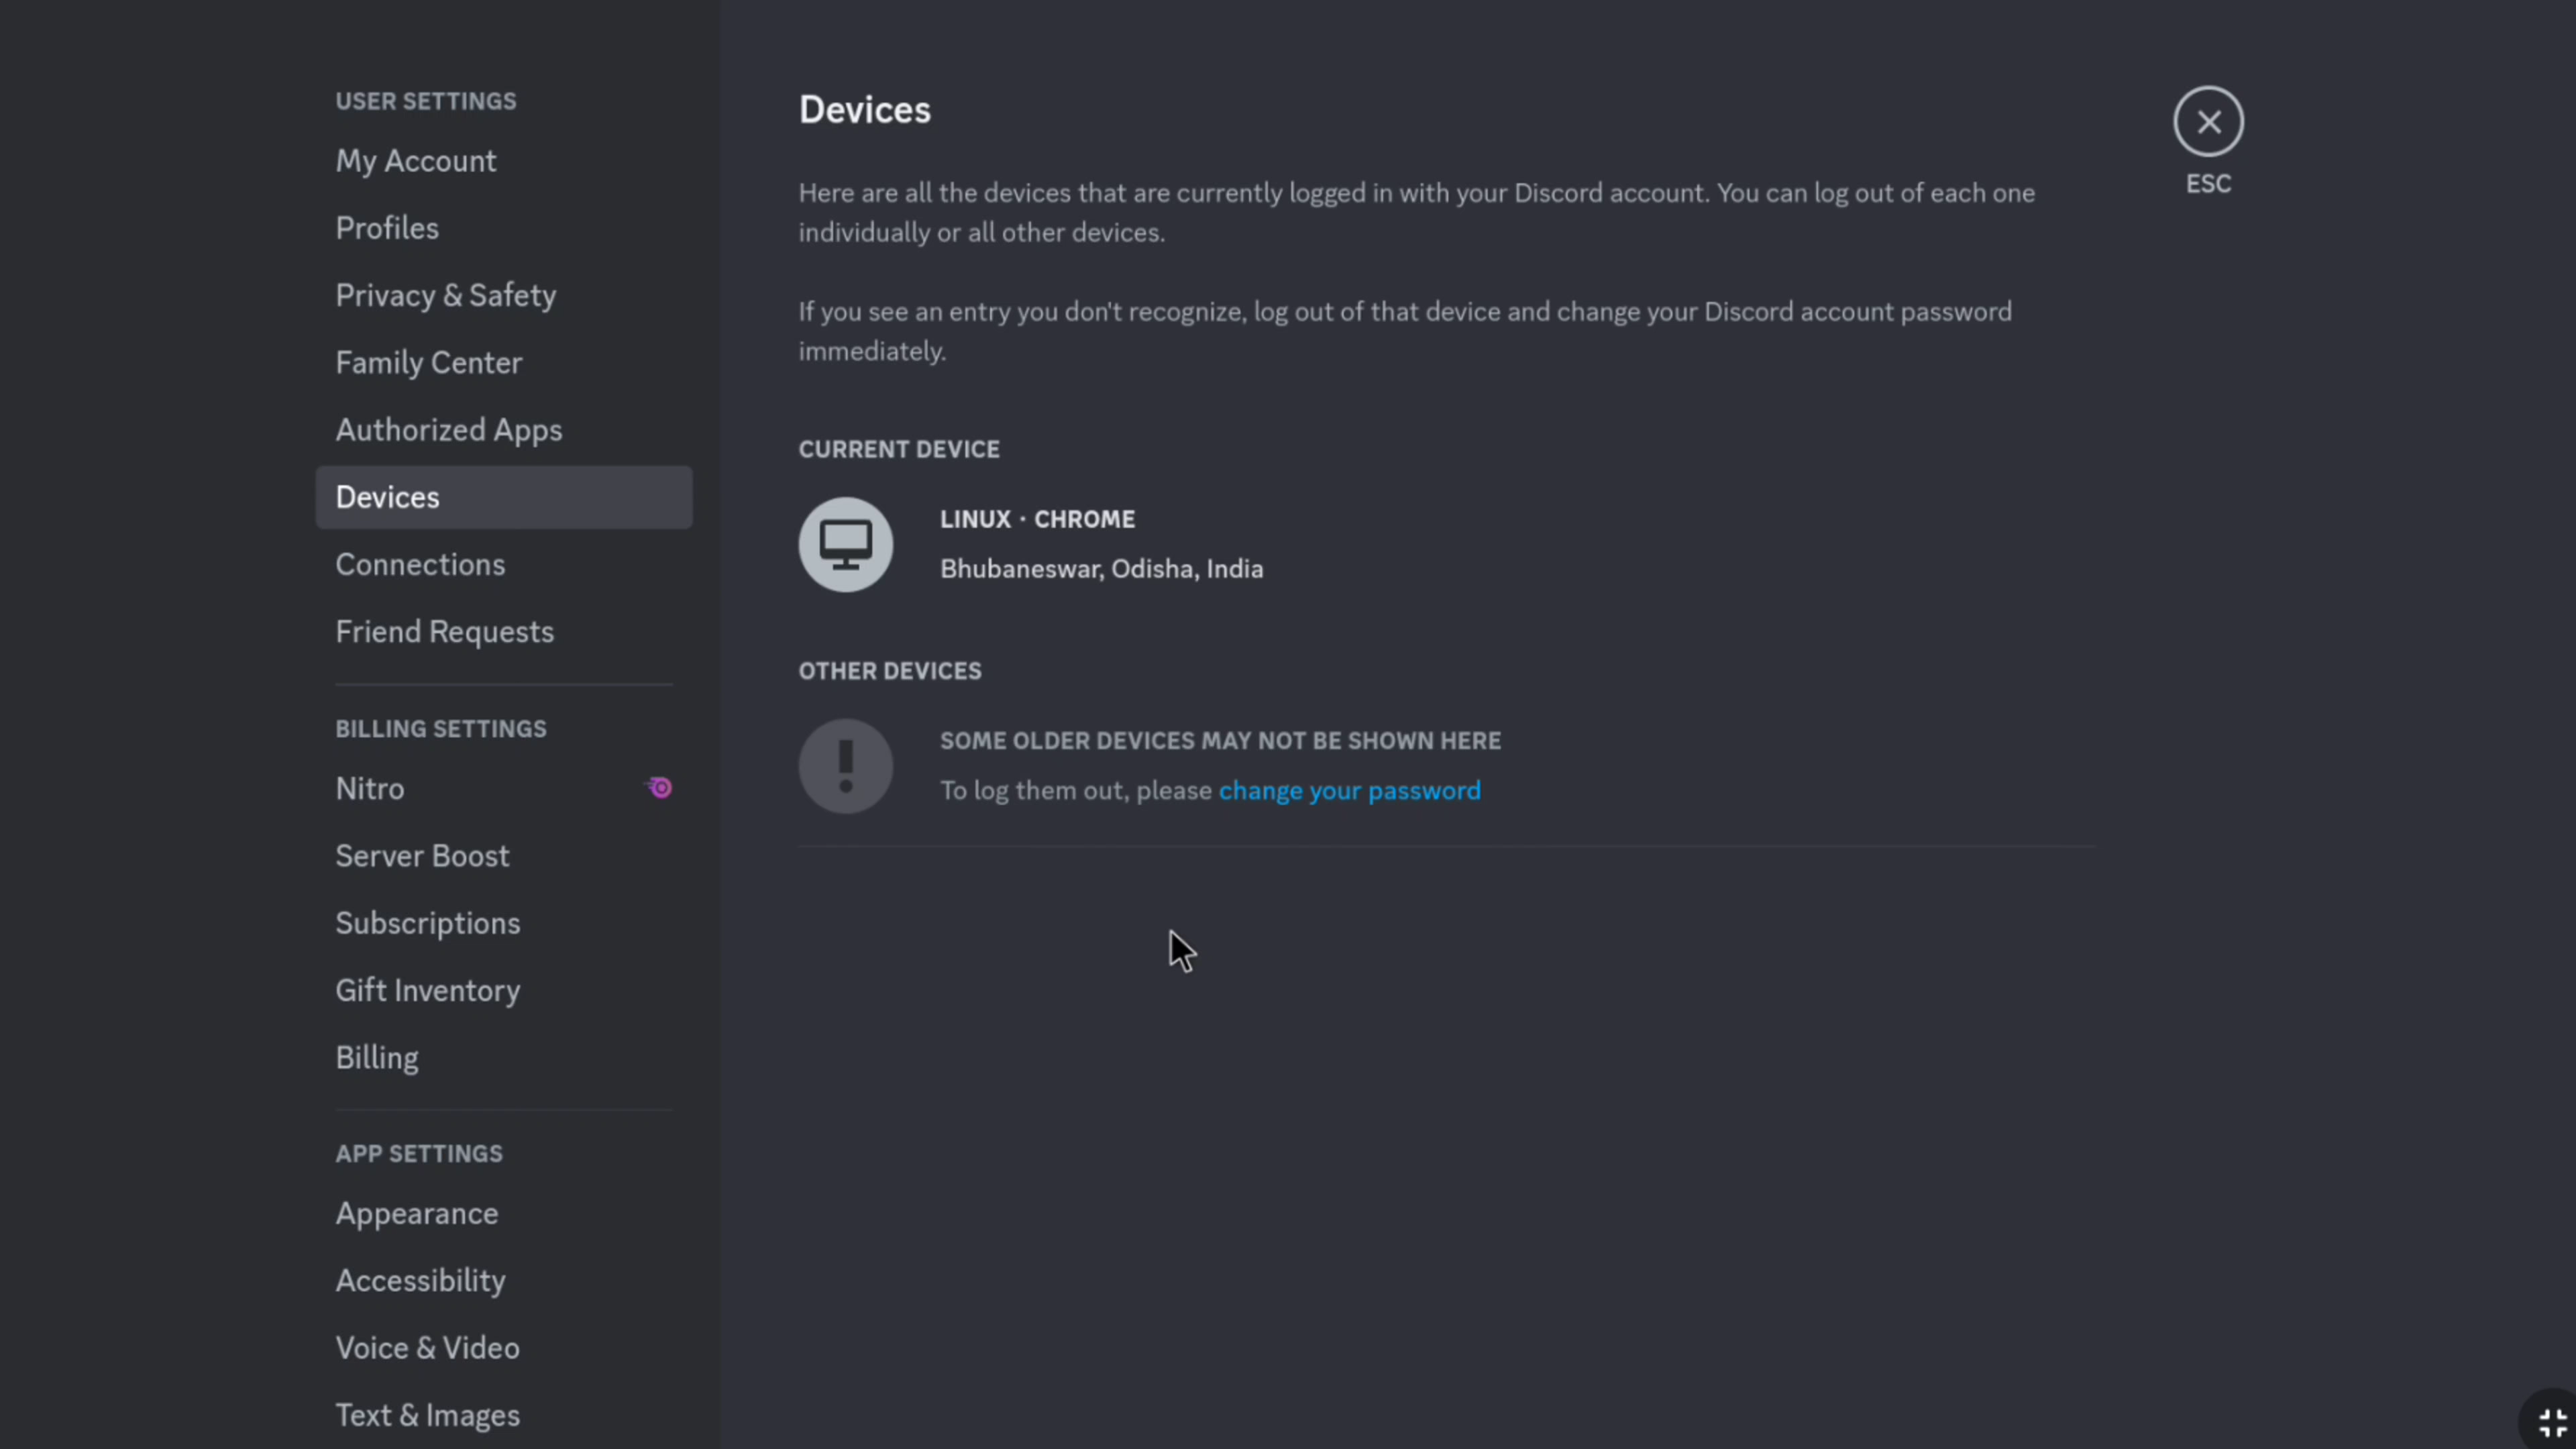 USER SETTINGS
My Account
Profiles
Privacy & Safety
Family Center
Authorized Apps
Devices
Connections
Friend Requests
BILLING SETTINGS
Nitro
Server Boost
Subscriptions
Gift Inventory
Billing
APP SETTINGS
Appearance
Accessibility
Voice & Video
Text & Images
Devices
Here are all the devices that are currently logged in with your Discord account. You can log out of each one
individually or all other devices.
If you see an entry you don't recognize, log out of that device and change your Discord account password
immediately.
CURRENT DEVICE
LINUX · CHROME
Bhubaneswar, Odisha, India
OTHER DEVICES
SOME OLDER DEVICES MAY NOT BE SHOWN HERE
To log them out, please change your password
ESC